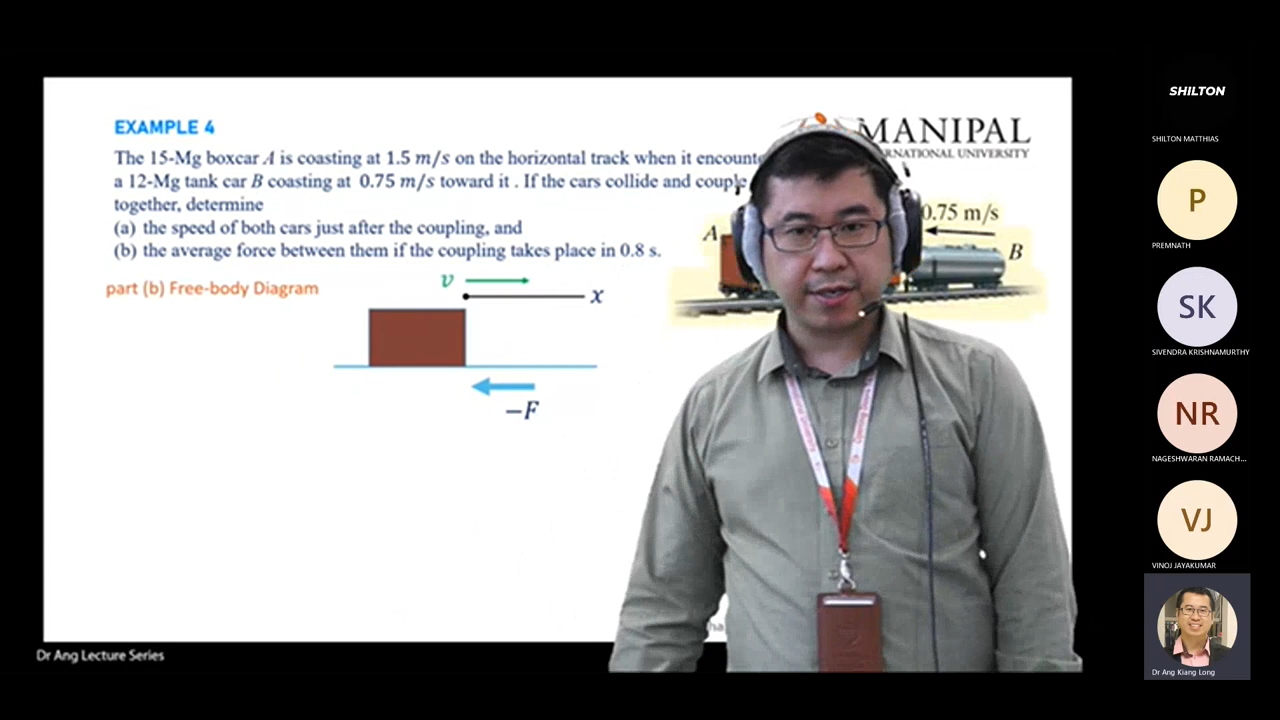 EXAMPLE 4
The 15-Mg boxcar A is coasting at 1.5 m/s on the horizontal track when it
a 12-Mg tank car B coasting at 0.75 m/s toward it . If the cars collide and couple
together, determine
(a) the speed of both cars just after the coupling, and
(b) the average force between them if the coupling takes place in 0.8 s.
part (b) Free-body Diagram
v
x
−F
MANIPAL
UNIVERSITY
0.75 m/s
A
B
Dr Ang Lecture Series
SHILTON
SHILTON MATTHIAS
P
PREMNATH
SK
SIVENDRA KRISHNAMURTHY
NR
NAGESHWARAN RAMACH...
VJ
VINOJ JAYAKUMAR
Dr Ang Kiang Long